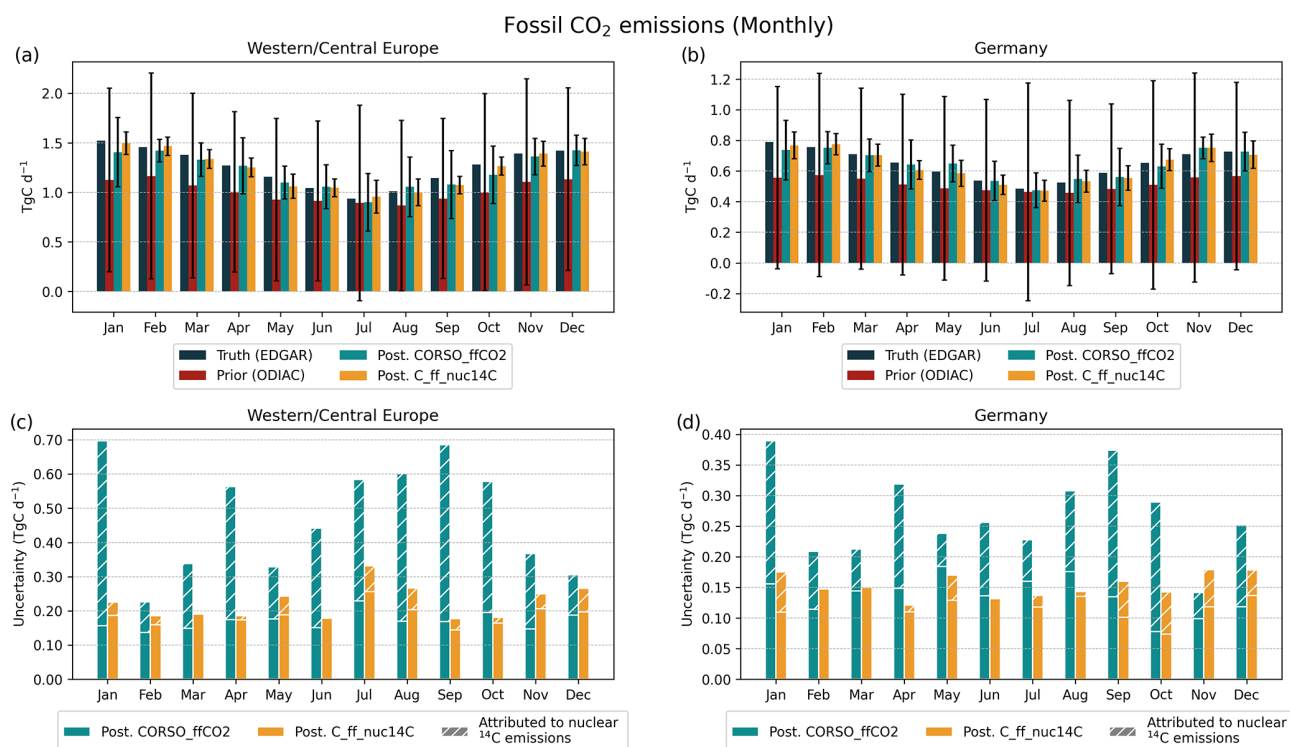 Fossil CO₂ emissions (Monthly)
(a)
Western/Central Europe
TgC d⁻¹
2.0
1.5
1.0
0.5
0.0
Jan Feb Mar Apr May Jun Jul Aug Sep Oct Nov Dec
Truth (EDGAR) Post. CORSO_ffCO2
Prior (ODIAC) Post. C_ff_nuc14C
(b)
Germany
TgC d⁻¹
1.2
1.0
0.8
0.6
0.4
0.2
0.0
-0.2
Jan Feb Mar Apr May Jun Jul Aug Sep Oct Nov Dec
Truth (EDGAR) Post. CORSO_ffCO2
Prior (ODIAC) Post. C_ff_nuc14C
(c)
Western/Central Europe
Uncertainty (TgC d⁻¹)
0.70
0.60
0.50
0.40
0.30
0.20
0.10
0.00
Jan Feb Mar Apr May Jun Jul Aug Sep Oct Nov Dec
Post. CORSO_ffCO2 Post. C_ff_nuc14C Attributed to nuclear
¹⁴C emissions
(d)
Germany
Uncertainty (TgC d⁻¹)
0.40
0.35
0.30
0.25
0.20
0.15
0.10
0.05
0.00
Jan Feb Mar Apr May Jun Jul Aug Sep Oct Nov Dec
Post. CORSO_ffCO2 Post. C_ff_nuc14C Attributed to nuclear
¹⁴C emissions